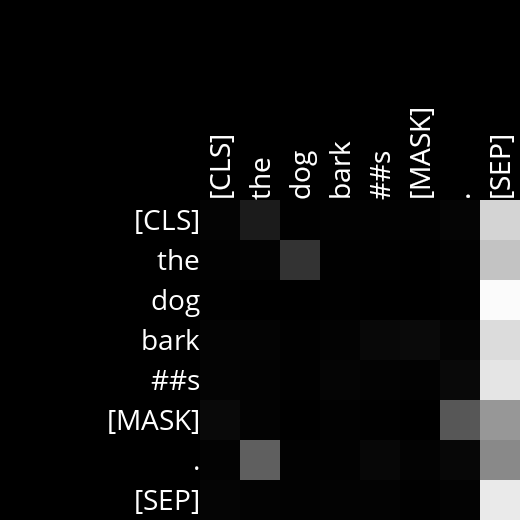 [CLS] the dog bark ##s [MASK] . [SEP]
[CLS]
the
dog
bark
##s
[MASK]
.
[SEP]